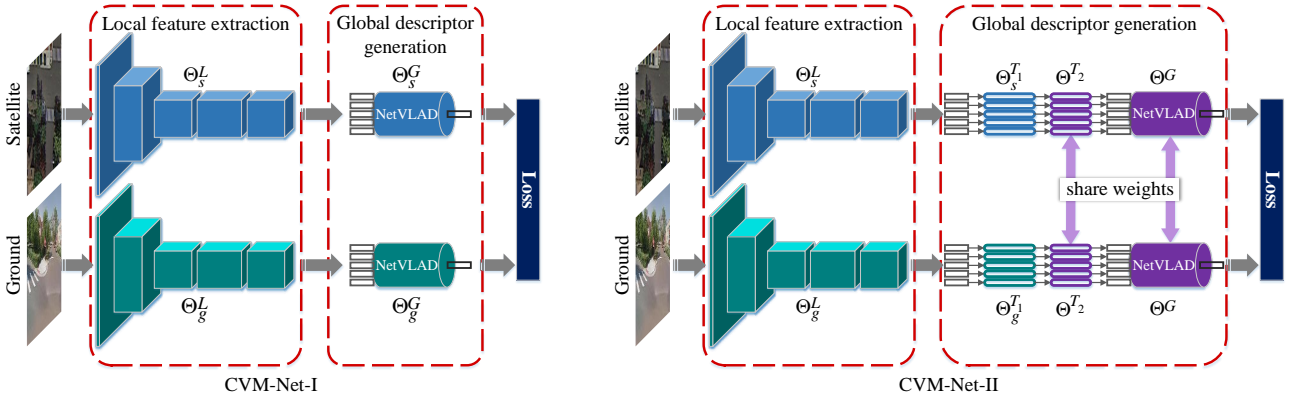 Local feature extraction
Global descriptor
generation
Satellite
Θ_s^L
Θ_s^G
NetVLAD
Loss
Ground
NetVLAD
Θ_g^L
Θ_g^G
CVM-Net-I
Local feature extraction
Global descriptor generation
Satellite
Θ_s^L
Θ_s^{T_1}
Θ^{T_2}
Θ^G
NetVLAD
share weights
Loss
Ground
NetVLAD
Θ_g^L
Θ_g^{T_1}
Θ^{T_2}
Θ^G
CVM-Net-II